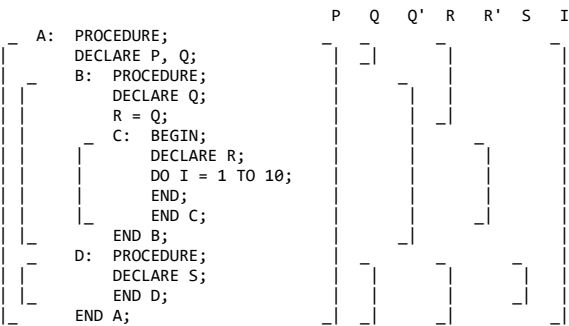 P Q Q' R R' S I
A: PROCEDURE;
DECLARE P, Q;
B: PROCEDURE;
DECLARE Q;
R = Q;
C: BEGIN;
DECLARE R;
DO I = 1 TO 10;
END;
END C;
END B;
D: PROCEDURE;
DECLARE S;
END D;
END A;